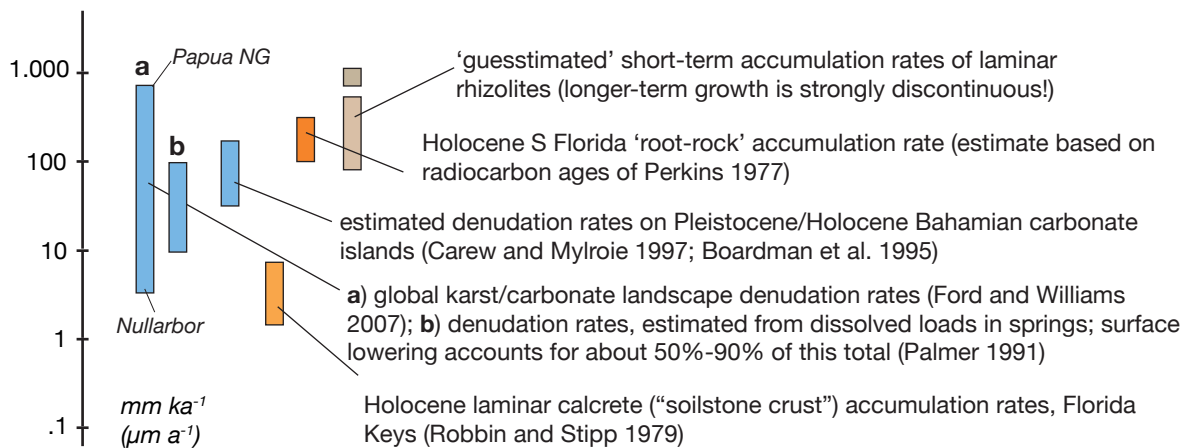 a
Papua NG
1.000
'guesstimated' short-term accumulation rates of laminar
rhizolites (longer-term growth is strongly discontinuous!)
b
100
Holocene S Florida 'root-rock' accumulation rate (estimate based on
radiocarbon ages of Perkins 1977)
10
estimated denudation rates on Pleistocene/Holocene Bahamian carbonate
islands (Carew and Mylroie 1997; Boardman et al. 1995)
Nullarbor
1
a) global karst/carbonate landscape denudation rates (Ford and Williams
2007); b) denudation rates, estimated from dissolved loads in springs; surface
lowering accounts for about 50%-90% of this total (Palmer 1991)
mm ka⁻¹
(µm a⁻¹)
.1
Holocene laminar calcrete (“soilstone crust”) accumulation rates, Florida
Keys (Robbin and Stipp 1979)